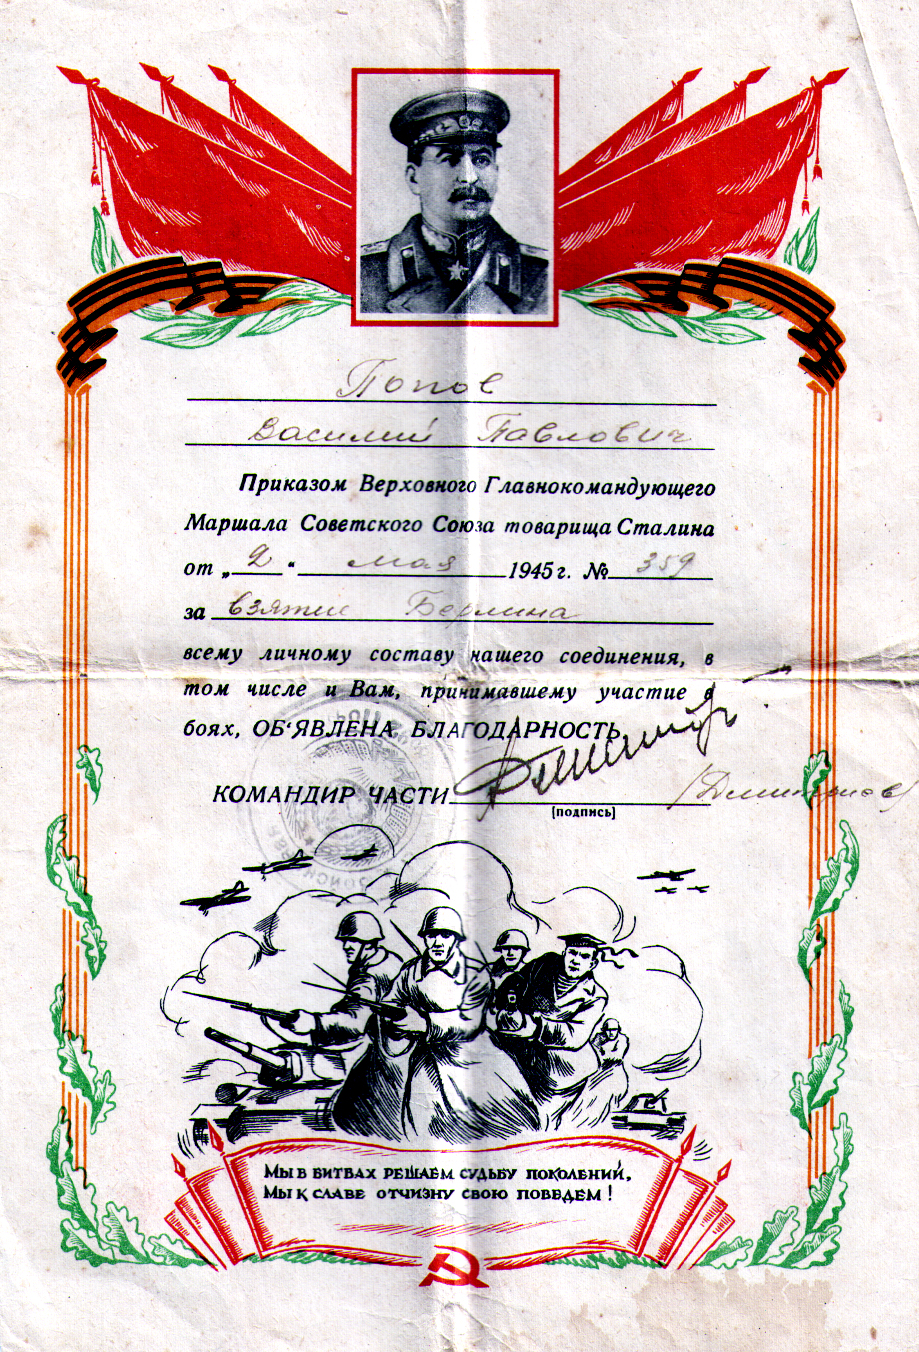 Попов
Василий Павлович
Приказом Верховного Главнокомандующего
Маршала Советского Союза товарища Сталина
от „2“ мая 1945 г. № 359
за взятие Берлина
всему личному составу нашего соединения, в
том числе и Вам, принимавшему участие в
боях, ОБ‘ЯВЛЕНА БЛАГОДАРНОСТЬ
КОМАНДИР ЧАСТИ (Дмитриев)
(подпись)
Мы в битвах решаем судьбу поколений,
Мы к славе отчизну свою поведем!